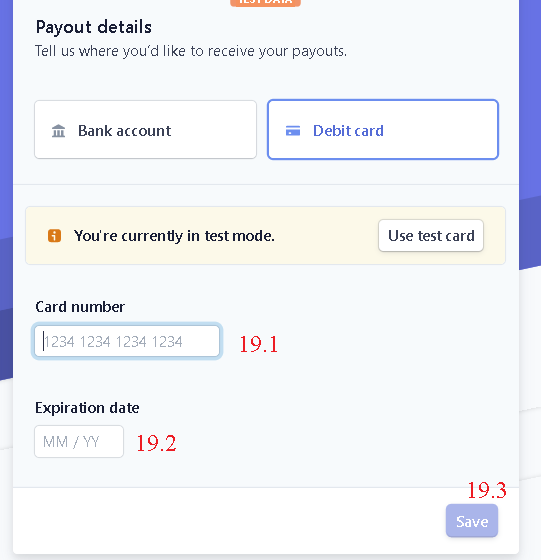 TEST DATA
Payout details
Tell us where you'd like to receive your payouts.
Bank account
Debit card
You're currently in test mode.
Use test card
Card number
1234 1234 1234 1234
19.1
Expiration date
MM / YY
19.2
19.3
Save